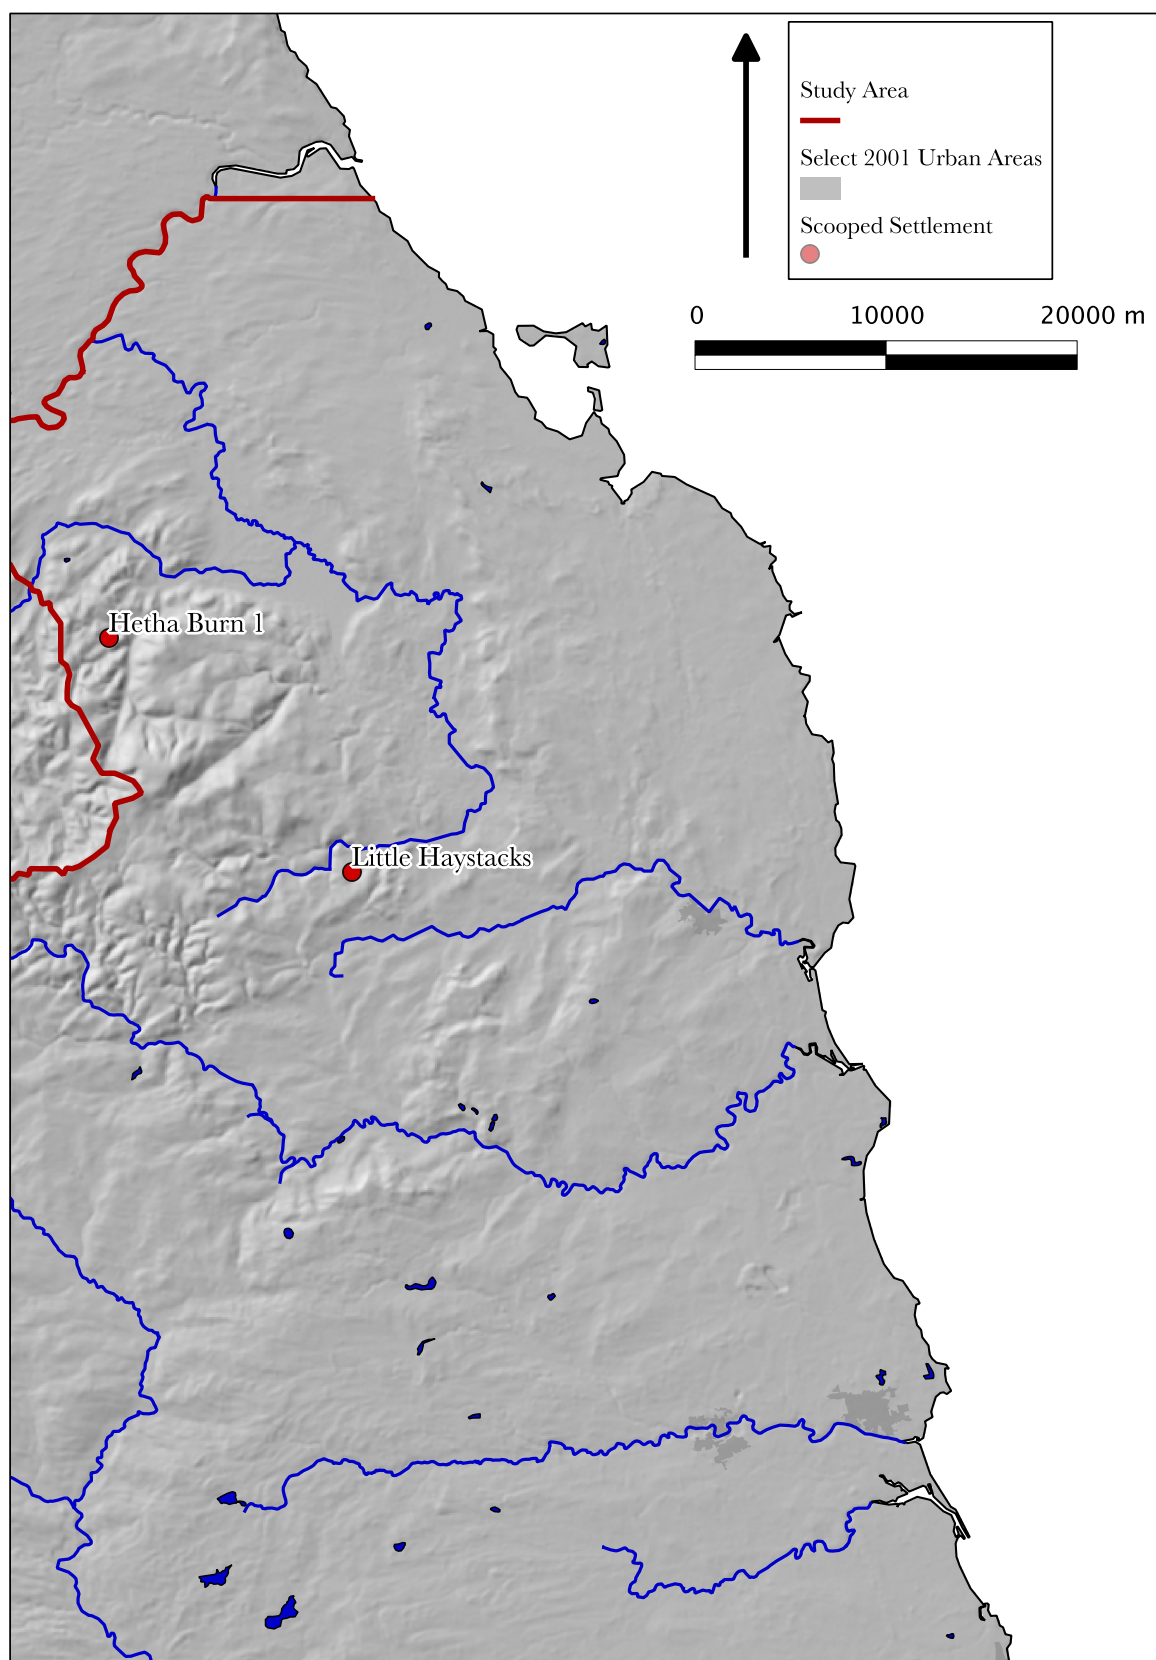 Study Area
Select 2001 Urban Areas
Scooped Settlement
0 10000 20000 m
Hetha Burn 1
Little Haystacks